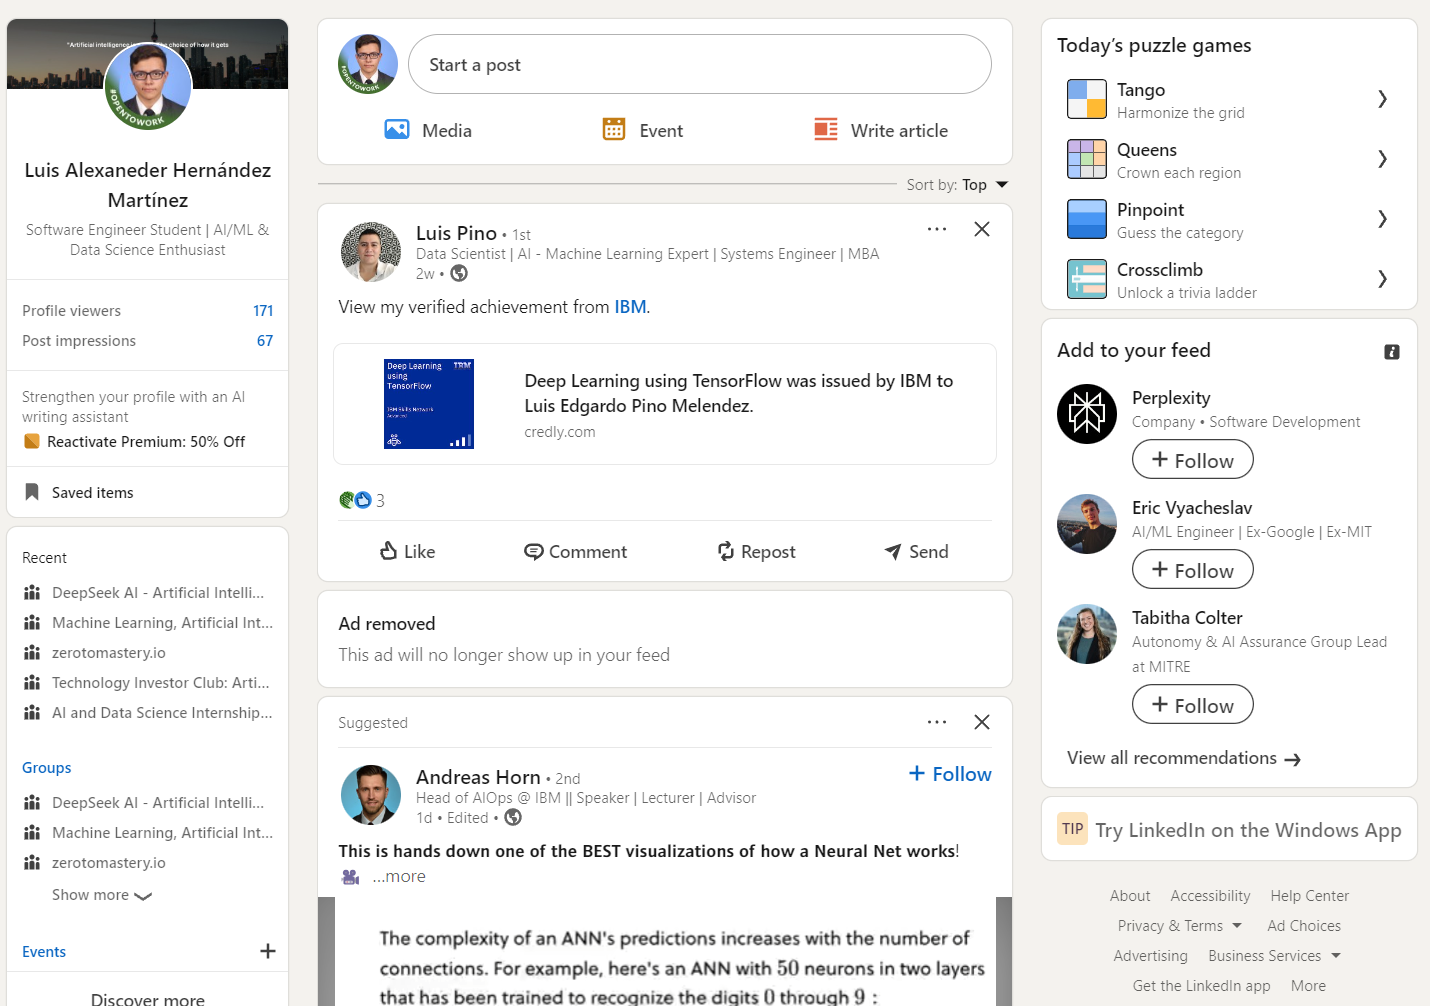 "Artificial intelligence choice of how it gets
#OPENTOWORK
Luis Alexaneder Hernández
Martínez
Software Engineer Student | AI/ML &
Data Science Enthusiast
Profile viewers 171
Post impressions 67
Strengthen your profile with an AI
writing assistant
Reactivate Premium: 50% Off
Saved items
Recent
DeepSeek AI - Artificial Intelli...
Machine Learning, Artificial Int...
zerotomastery.io
Technology Investor Club: Arti...
AI and Data Science Internship...
Groups
DeepSeek AI - Artificial Intelli...
Machine Learning, Artificial Int...
zerotomastery.io
Show more
Events +
Discover more
#OPENTOWORK
Start a post
Media Event Write article
Sort by: Top
Luis Pino • 1st
Data Scientist | AI - Machine Learning Expert | Systems Engineer | MBA
2w •
View my verified achievement from IBM.
Deep Learning IBM
using
TensorFlow
IBM Skills Network
Advanced
Deep Learning using TensorFlow was issued by IBM to
Luis Edgardo Pino Melendez.
credly.com
3
Like Comment Repost Send
Ad removed
This ad will no longer show up in your feed
Suggested
Andreas Horn • 2nd
+ Follow
Head of AIOps @ IBM || Speaker | Lecturer | Advisor
1d • Edited •
This is hands down one of the BEST visualizations of how a Neural Net works!
...more
The complexity of an ANN's predictions increases with the number of
connections. For example, here's an ANN with 50 neurons in two layers
that has been trained to recognize the digits 0 through 9 :
Today's puzzle games
Tango
Harmonize the grid
Queens
Crown each region
Pinpoint
Guess the category
Crossclimb
Unlock a trivia ladder
Add to your feed
Perplexity
Company • Software Development
+ Follow
Eric Vyacheslav
AI/ML Engineer | Ex-Google | Ex-MIT
+ Follow
Tabitha Colter
Autonomy & AI Assurance Group Lead
at MITRE
+ Follow
View all recommendations →
TIP Try LinkedIn on the Windows App
About Accessibility Help Center
Privacy & Terms Ad Choices
Advertising Business Services
Get the LinkedIn app More